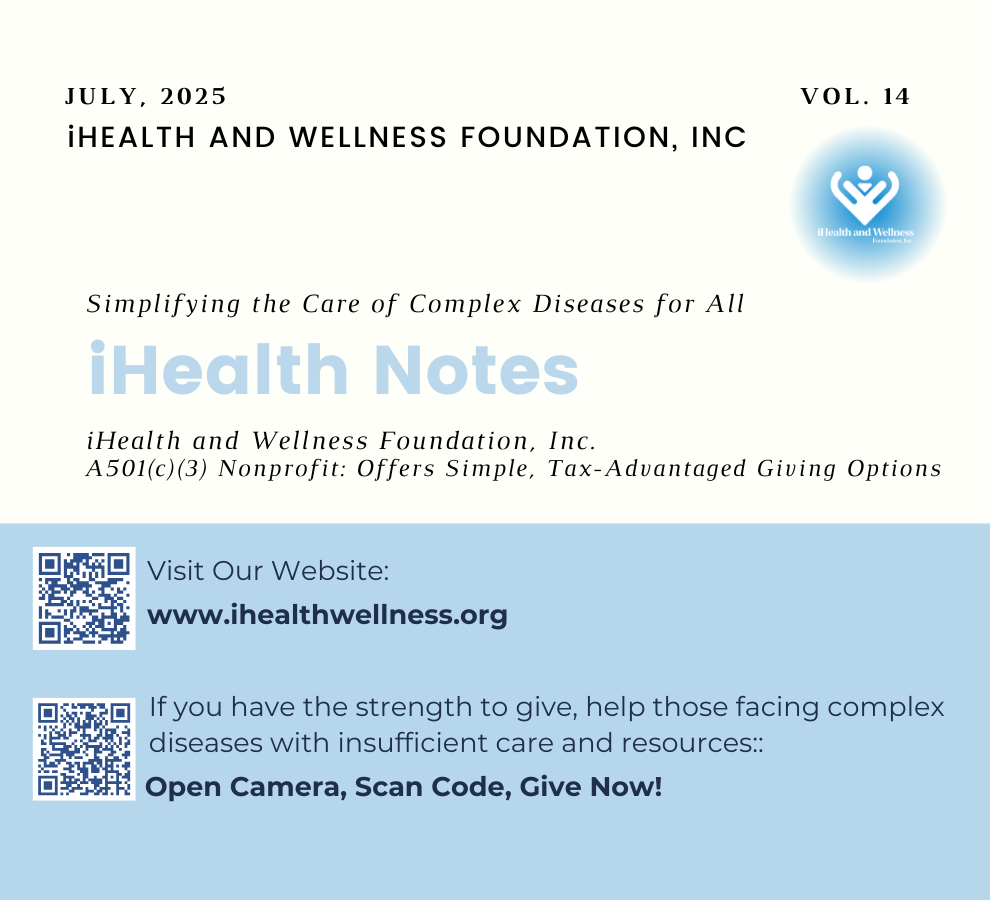 JULY, 2025
VOL. 14
iHEALTH AND WELLNESS FOUNDATION, INC
iHealth and Wellness
Foundation, Inc.
Simplifying the Care of Complex Diseases for All
iHealth Notes
iHealth and Wellness Foundation, Inc.
A501(c)(3) Nonprofit: Offers Simple, Tax-Advantaged Giving Options
Visit Our Website:
www.ihealthwellness.org
If you have the strength to give, help those facing complex
diseases with insufficient care and resources::
Open Camera, Scan Code, Give Now!